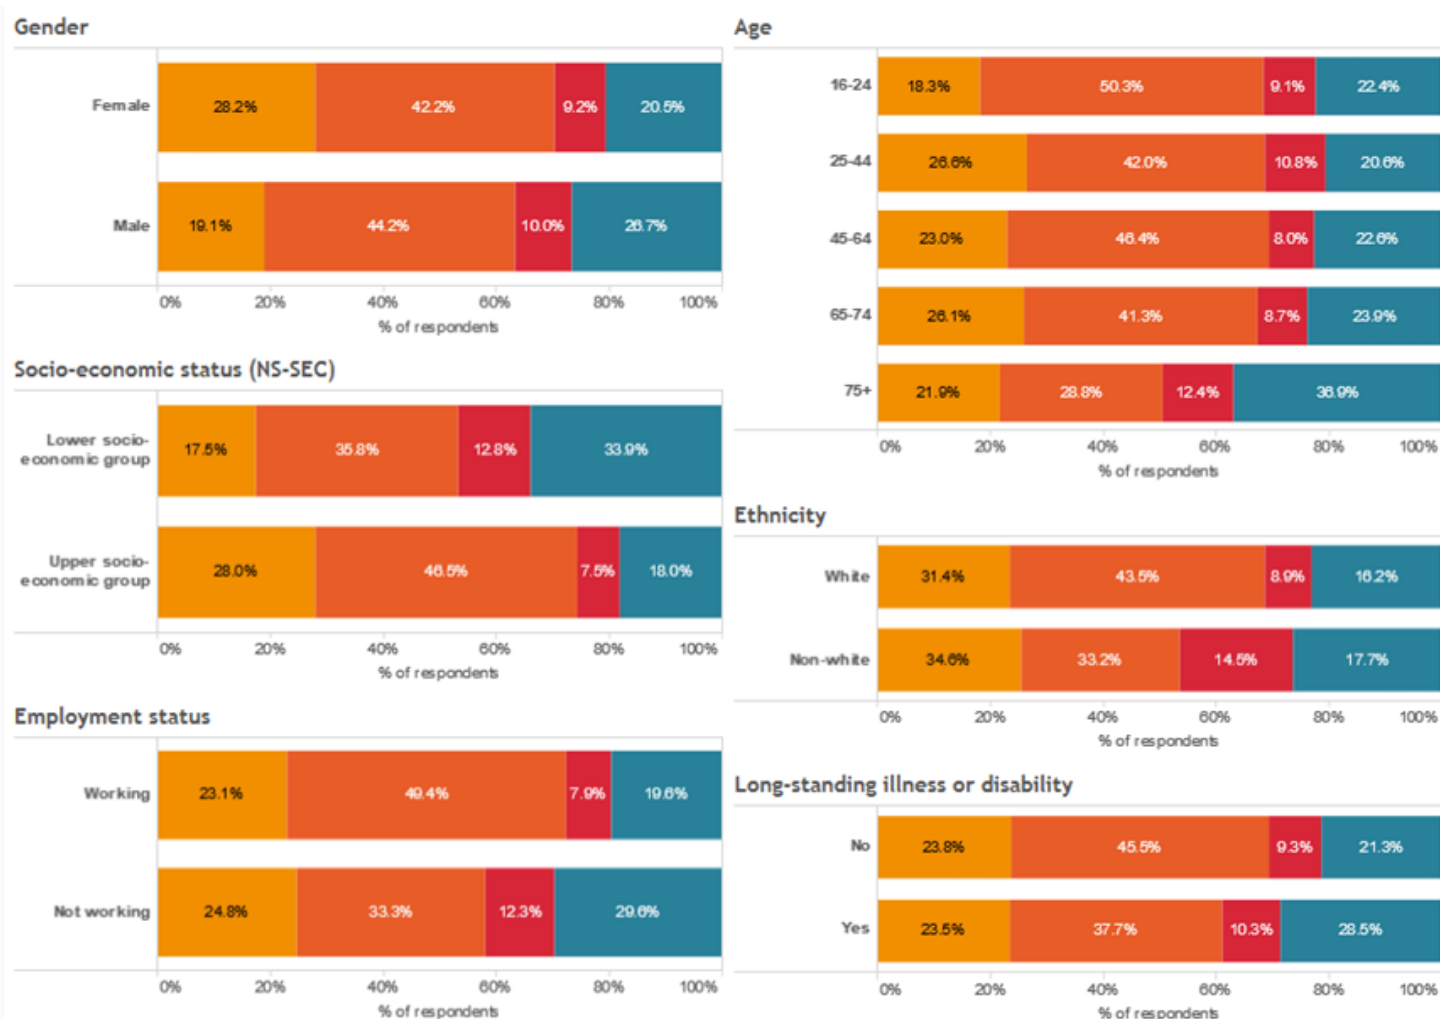 Gender
Female 28.2% 42.2% 9.2% 20.5%
Male 19.1% 44.2% 10.0% 26.7%
0% 20% 40% 60% 80% 100%
% of respondents
Socio-economic status (NS-SEC)
Lower socio-
economic group 17.5% 35.8% 12.8% 33.9%
Upper socio-
economic group 28.0% 46.5% 7.5% 18.0%
0% 20% 40% 60% 80% 100%
% of respondents
Employment status
Working 23.1% 49.4% 7.9% 19.6%
Not working 24.8% 33.3% 12.3% 29.6%
0% 20% 40% 60% 80% 100%
% of respondents
Age
16-24 18.3% 50.3% 9.1% 22.4%
25-44 26.6% 42.0% 10.8% 20.6%
45-64 23.0% 46.4% 8.0% 22.6%
65-74 26.1% 41.3% 8.7% 23.9%
75+ 21.9% 28.8% 12.4% 36.9%
0% 20% 40% 60% 80% 100%
% of respondents
Ethnicity
White 31.4% 43.5% 8.9% 16.2%
Non-white 34.6% 33.2% 14.5% 17.7%
0% 20% 40% 60% 80% 100%
% of respondents
Long-standing illness or disability
No 23.8% 45.5% 9.3% 21.3%
Yes 23.5% 37.7% 10.3% 28.5%
0% 20% 40% 60% 80% 100%
% of respondents